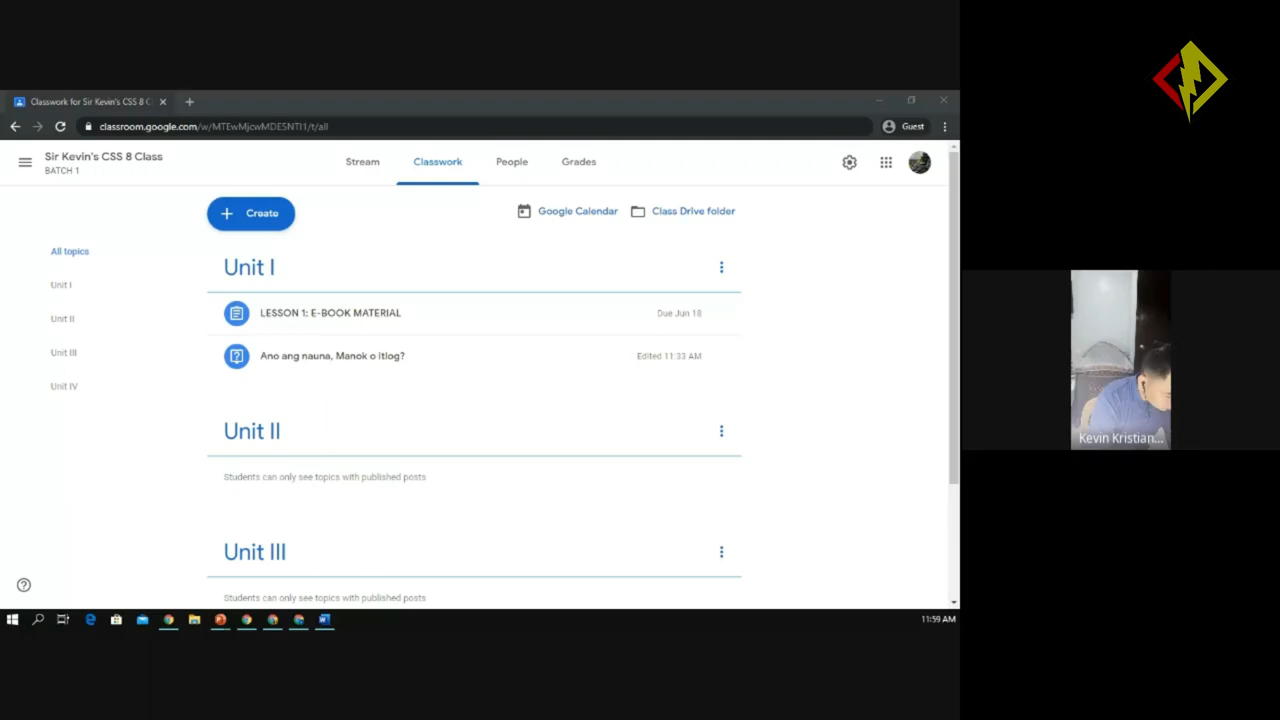 Classwork for Sir Kevin's CSS 8 C
classroom.google.com/w/MTEwMjcwMDE5NTI1/t/all
Guest
Sir Kevin's CSS 8 Class
BATCH 1
Stream
Classwork
People
Grades
Create
Google Calendar
Class Drive folder
All topics
Unit I
Unit II
Unit III
Unit IV
Unit I
LESSON 1: E-BOOK MATERIAL
Due Jun 18
Ano ang nauna, Manok o itlog?
Edited 11:33 AM
Unit II
Students can only see topics with published posts
Unit III
Students can only see topics with published posts
11:59 AM
Kevin Kristian...